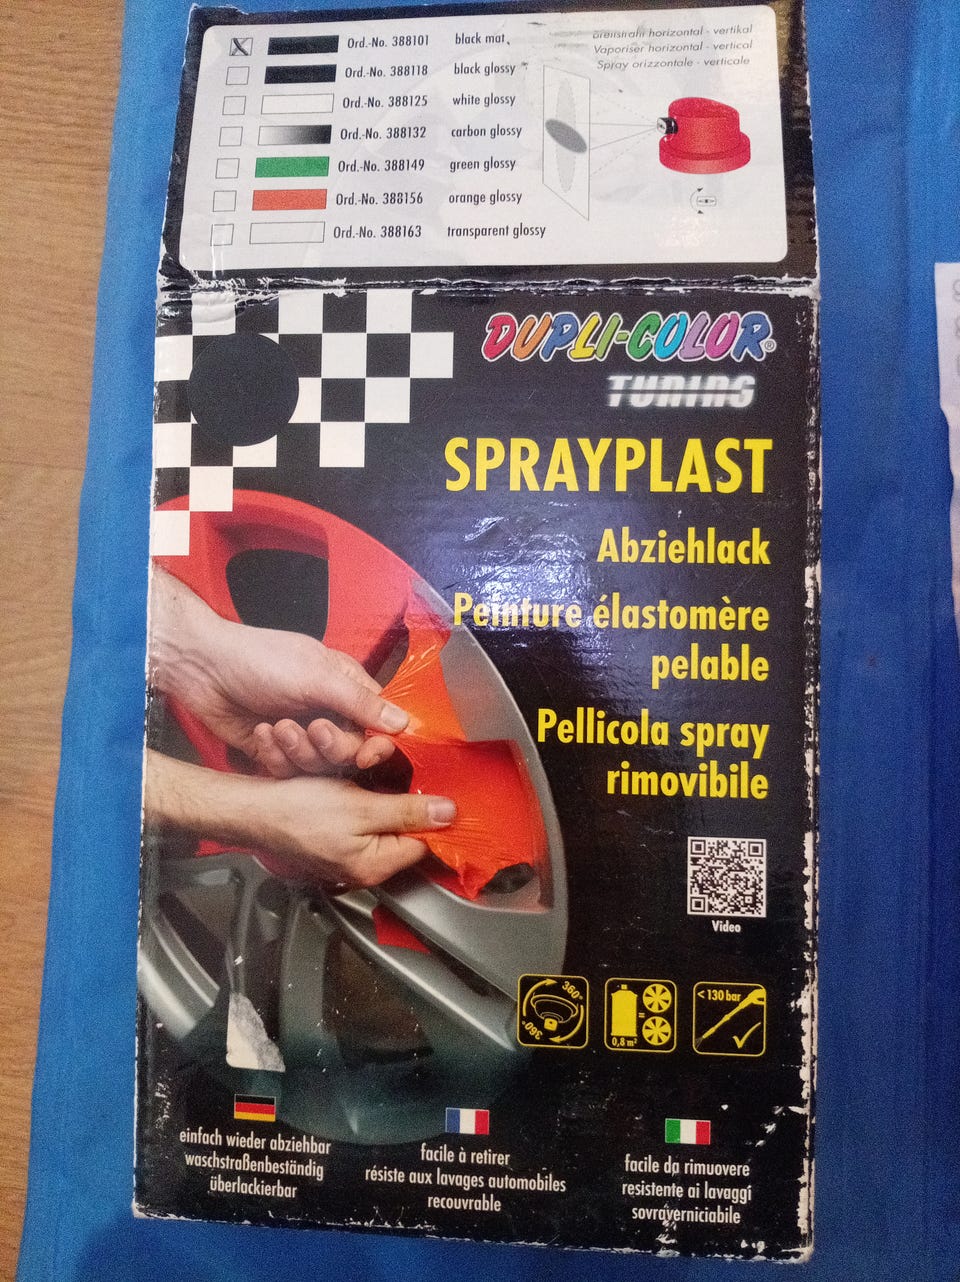 Breitstrahl horizontal - vertikal
Vaporiser horizontal - vertical
Spray orizzontale - verticale
Ord.-No. 388101 black mat
Ord.-No. 388118 black glossy
Ord.-No. 388125 white glossy
Ord.-No. 388132 carbon glossy
Ord.-No. 388149 green glossy
Ord.-No. 388156 orange glossy
Ord.-No. 388163 transparent glossy
DUPLI-COLOR®
TUNING
SPRAYPLAST
Abziehlack
Peinture élastomère
pelable
Pellicola spray
rimovibile
Video
360°
360°
0,8 m²
=
< 130 bar
einfach wieder abziehbar
waschstraßenbeständig
überlackierbar
facile à retirer
résiste aux lavages automobiles
recouvrable
facile da rimuovere
resistente ai lavaggi
sovraverniciabile